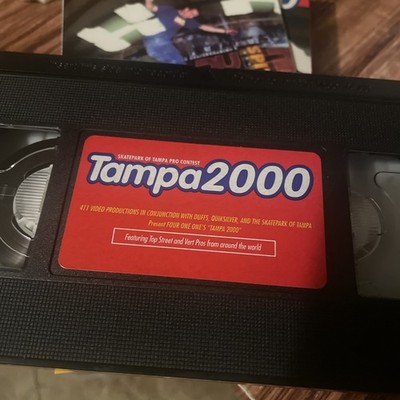 SKATEPARK OF TAMPA PRO CONTEST
Tampa2000
411 VIDEO PRODUCTIONS IN CONJUNCTION WITH DUFFS, QUIKSILVER, AND THE SKATEPARK OF TAMPA
Present FOUR ONE ONE'S "TAMPA 2000"
Featuring Top Street and Vert Pros from around the world